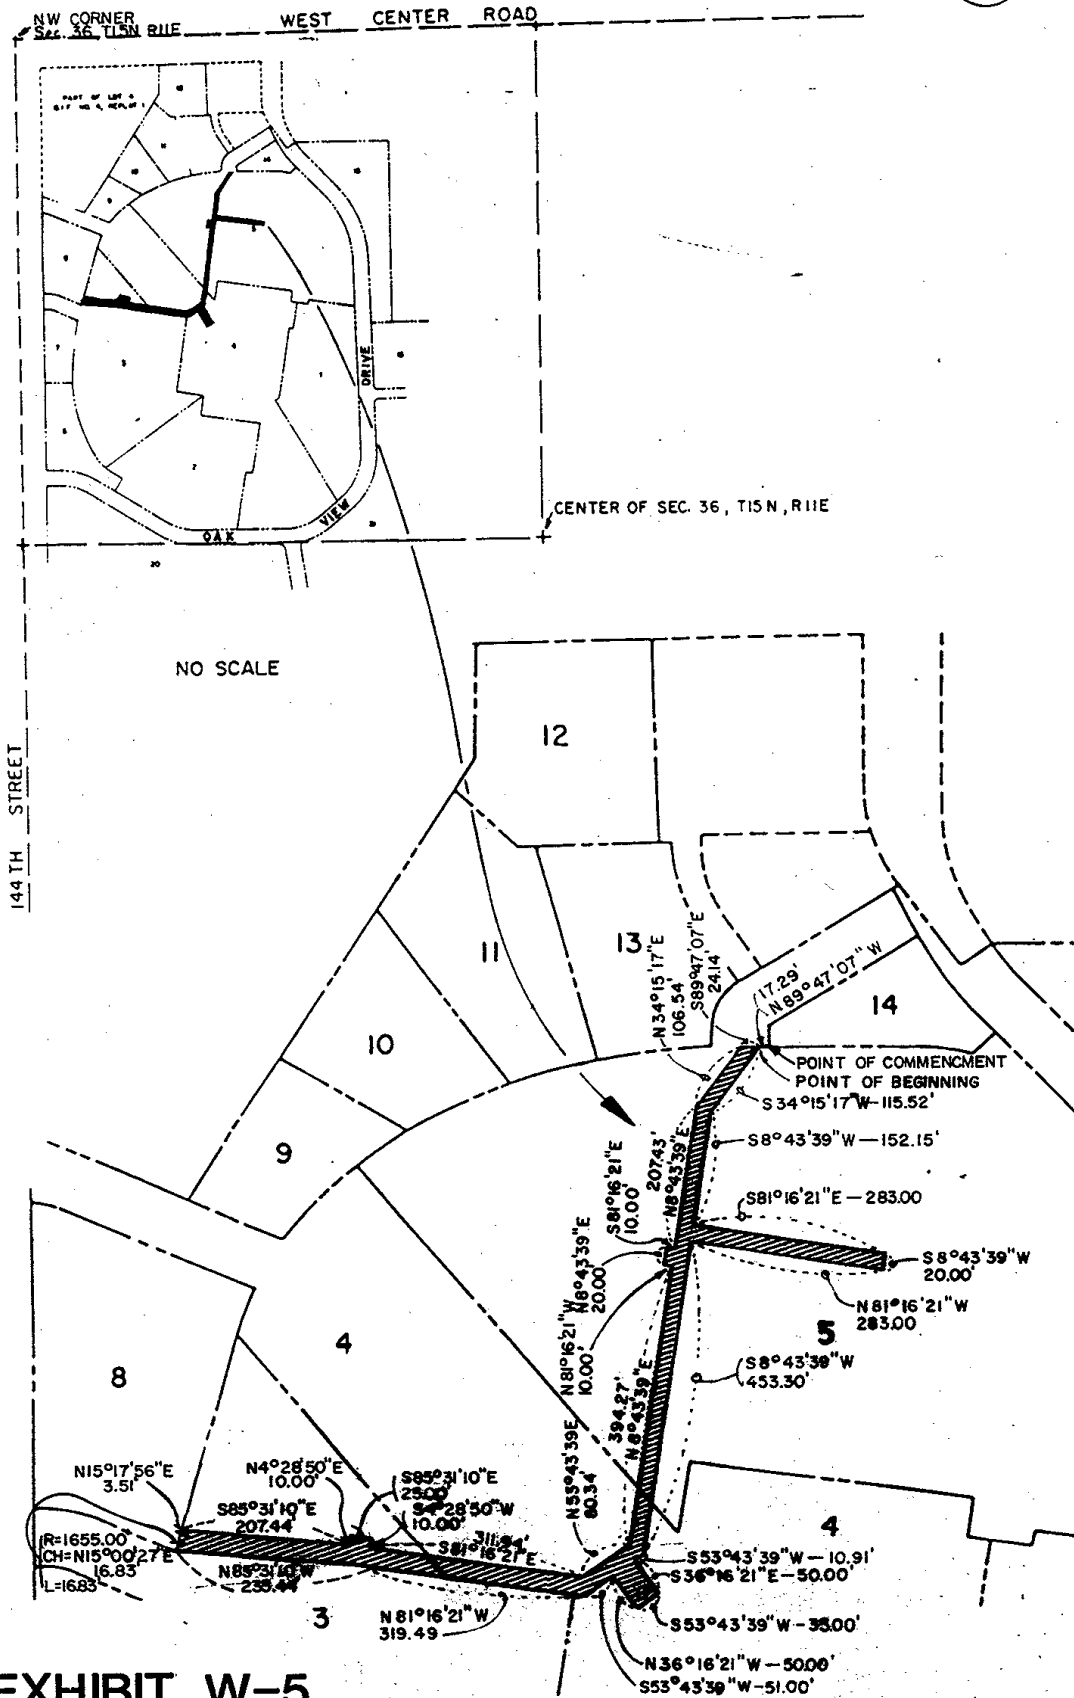 NW CORNER
Sec. 36, T15N R11E
WEST CENTER ROAD
PART OF LOT 4
DRIVE
VIEW
OAK
20
CENTER OF SEC. 36, T15N, R11E
NO SCALE
144TH STREET
12
11
13
10
9
14
N34°15'17"E
106.54'
S89°47'07"E
24.14'
17.29'
N89°47'07"W
POINT OF COMMENCMENT
POINT OF BEGINNING
S34°15'17"W-115.52'
S8°43'39"W-152.15'
207.43'
N8°43'39"E
S81°16'21"E
10.00'
S81°16'21"E-283.00
N8°43'39"E
20.00'
S8°43'39"W
20.00'
N81°16'21"W
283.00
5
N81°16'21"W
10.00'
S8°43'39"W
453.30'
394.27'
N8°43'39"E
4
8
N53°43'39E
80.34'
N15°17'56"E
3.51'
N4°28'50"E
10.00'
S85°31'10"E
25.00'
S4°28'50"W
10.00'
S85°31'10"E
207.44
311.94'
S81°16'21"E
4
R=1655.00'
CH=N15°00'27"E
16.83'
L=16.83'
N85°31'10"W
235.44'
S53°43'39"W-10.91'
S36°16'21"E-50.00'
3
N81°16'21"W
319.49
S53°43'39"W-35.00'
N36°16'21"W-50.00'
S53°43'39"W-51.00'
EXHIBIT W-5